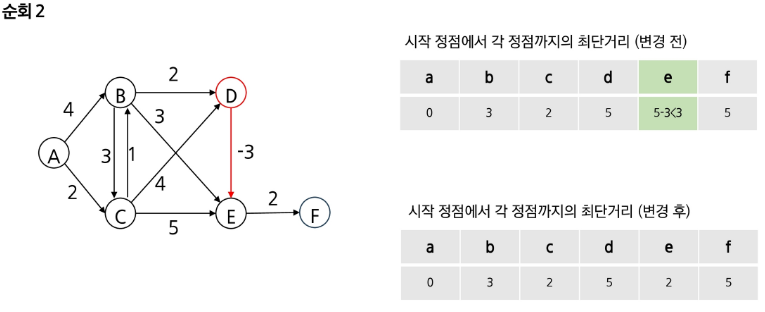 순회 2
시작 정점에서 각 정점까지의 최단거리 (변경 전)
a b c d e f
0 3 2 5 5-3<3 5
시작 정점에서 각 정점까지의 최단거리 (변경 후)
a b c d e f
0 3 2 5 2 5
2
B D
4 3
3 1 -3
A
2 4 2
C E F
5